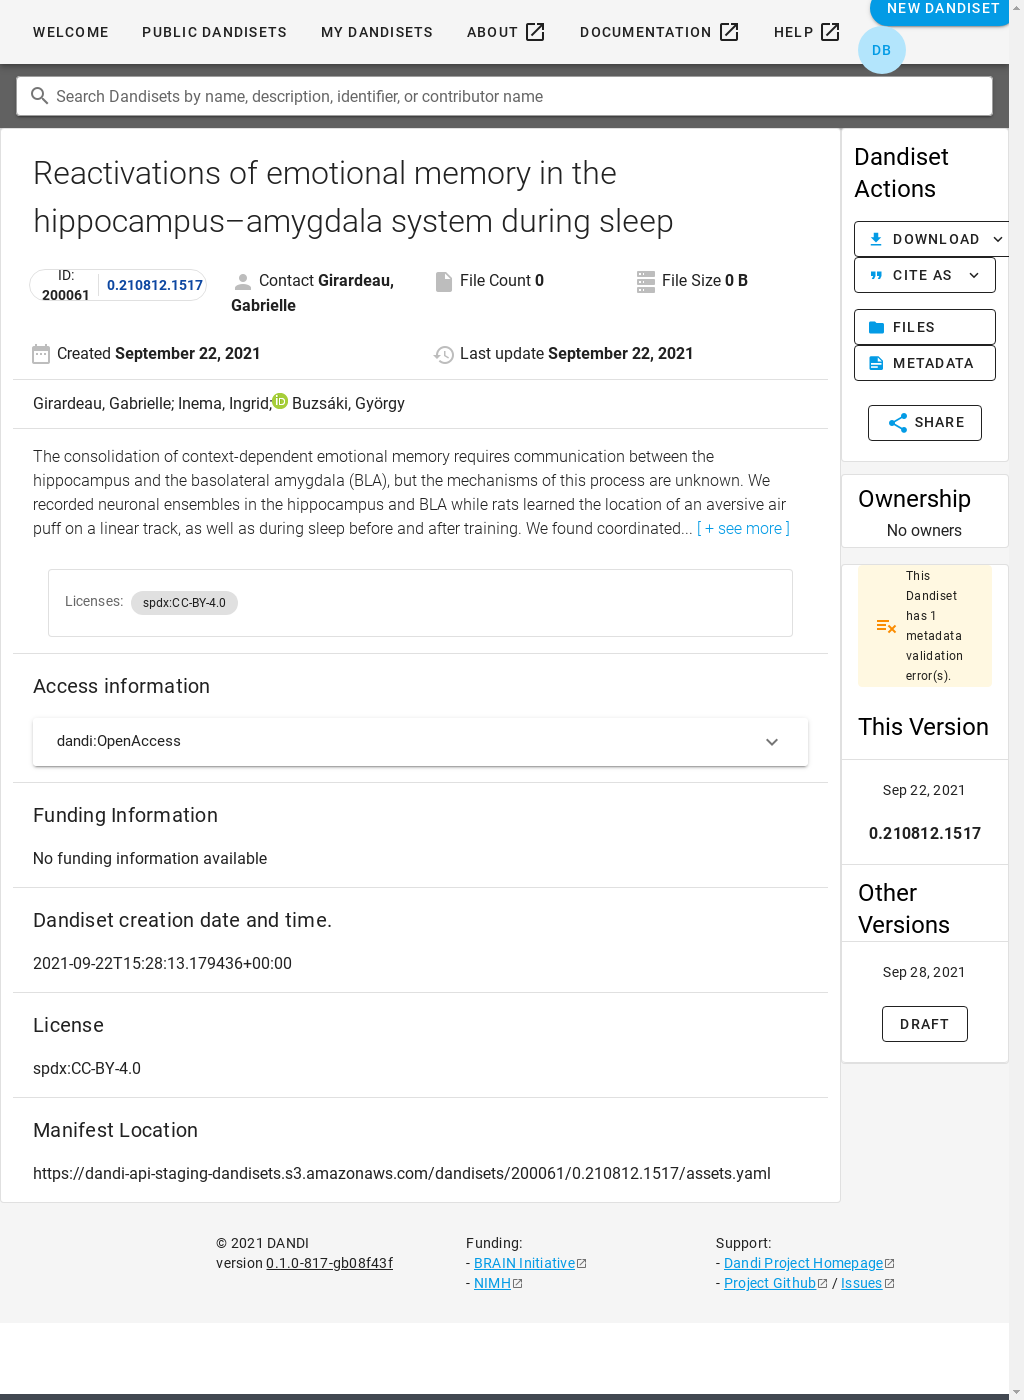 WELCOME PUBLIC DANDISETS MY DANDISETS ABOUT DOCUMENTATION HELP NEW DANDISET
DB
Search Dandisets by name, description, identifier, or contributor name
Reactivations of emotional memory in the
hippocampus–amygdala system during sleep
ID:
200061 0.210812.1517
Contact Girardeau,
Gabrielle
File Count 0
File Size 0 B
Created September 22, 2021
Last update September 22, 2021
Girardeau, Gabrielle; Inema, Ingrid; iD Buzsáki, György
The consolidation of context-dependent emotional memory requires communication between the
hippocampus and the basolateral amygdala (BLA), but the mechanisms of this process are unknown. We
recorded neuronal ensembles in the hippocampus and BLA while rats learned the location of an aversive air
puff on a linear track, as well as during sleep before and after training. We found coordinated... [ + see more ]
Licenses: spdx:CC-BY-4.0
Access information
dandi:OpenAccess
Funding Information
No funding information available
Dandiset creation date and time.
2021-09-22T15:28:13.179436+00:00
License
spdx:CC-BY-4.0
Manifest Location
https://dandi-api-staging-dandisets.s3.amazonaws.com/dandisets/200061/0.210812.1517/assets.yaml
Dandiset
Actions
DOWNLOAD
CITE AS
FILES
METADATA
SHARE
Ownership
No owners
This
Dandiset
has 1
metadata
validation
error(s).
This Version
Sep 22, 2021
0.210812.1517
Other
Versions
Sep 28, 2021
DRAFT
© 2021 DANDI
version 0.1.0-817-gb08f43f
Funding:
- BRAIN Initiative
- NIMH
Support:
- Dandi Project Homepage
- Project Github / Issues